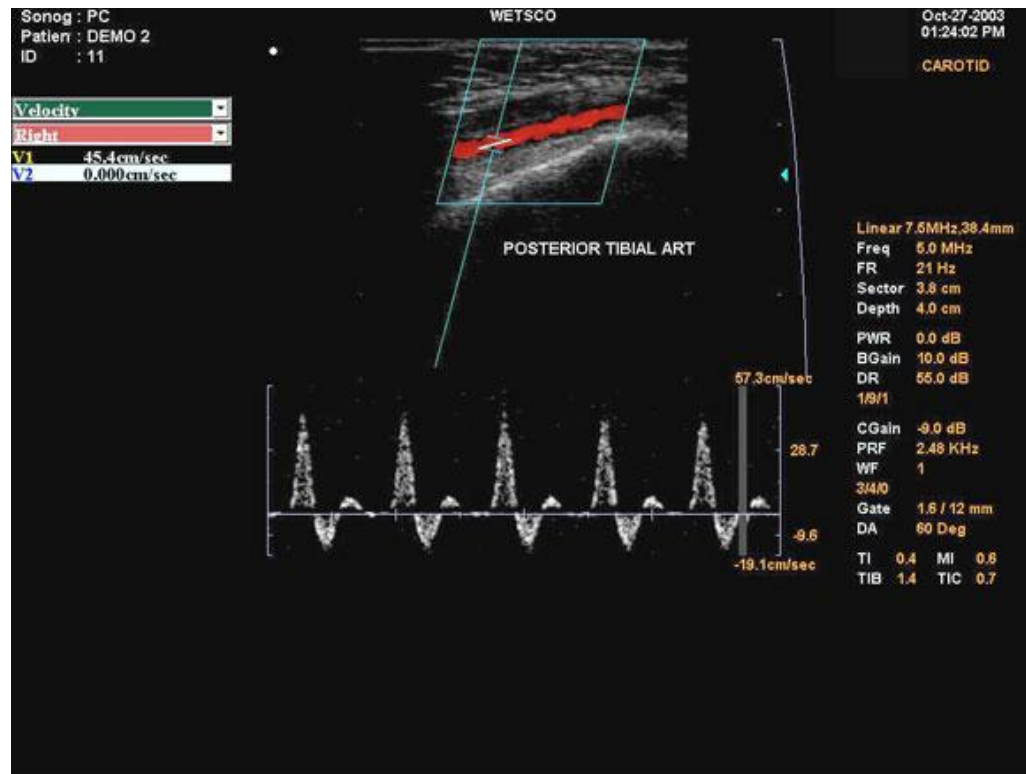 Sonog : PC
Patien : DEMO 2
ID : 11
WETSCO
Oct-27-2003
01:24:02 PM
CAROTID
Velocity
Right
V1 45.4cm/sec
V2 0.000cm/sec
POSTERIOR TIBIAL ART
Linear 7.5MHz,38.4mm
Freq 5.0 MHz
FR 21 Hz
Sector 3.8 cm
Depth 4.0 cm
PWR 0.0 dB
BGain 10.0 dB
DR 55.0 dB
1/9/1
CGain -9.0 dB
PRF 2.48 KHz
WF 1
3/4/0
Gate 1.6 / 12 mm
DA 60 Deg
TI 0.4 MI 0.6
TIB 1.4 TIC 0.7
57.3cm/sec
28.7
-9.6
-19.1cm/sec